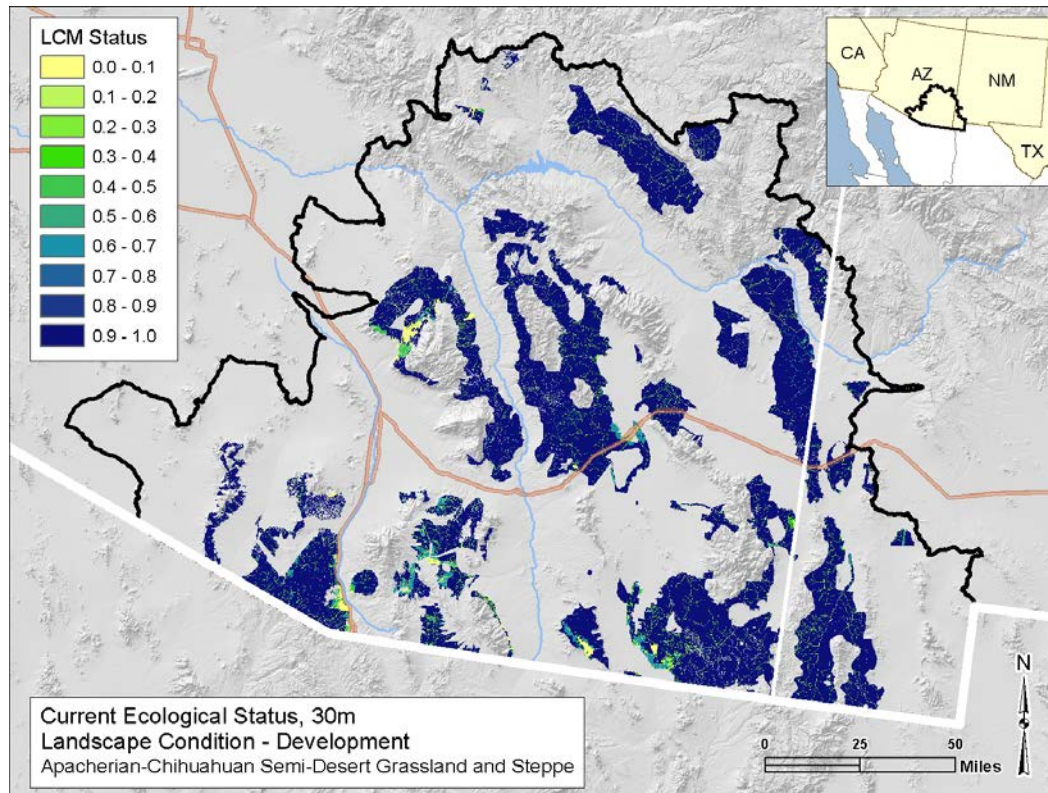 LCM Status
0.0 - 0.1
0.1 - 0.2
0.2 - 0.3
0.3 - 0.4
0.4 - 0.5
0.5 - 0.6
0.6 - 0.7
0.7 - 0.8
0.8 - 0.9
0.9 - 1.0
CA
AZ
NM
TX
Current Ecological Status, 30m
Landscape Condition - Development
Apacherian-Chihuahuan Semi-Desert Grassland and Steppe
N
0 25 50
Miles